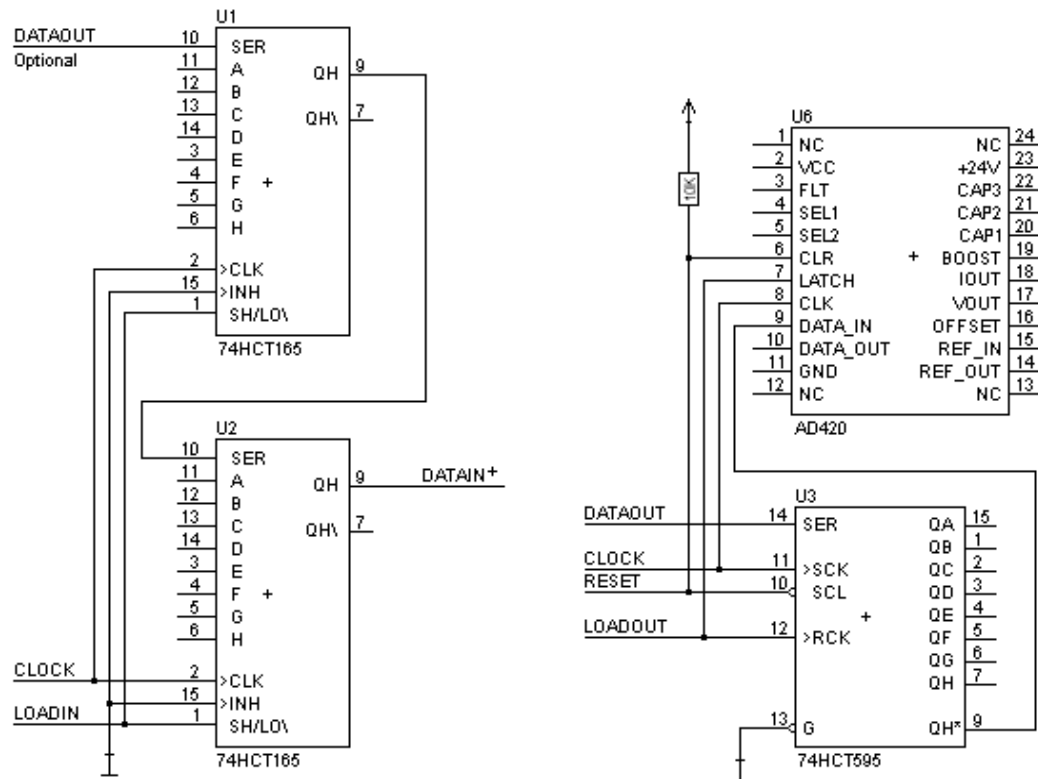 U1
DATAOUT 10 SER
Optional 11 A
QH 9
12 B
13 C
QH\ 7
14 D
3 E
4 F +
5 G
6 H
2 >CLK
15 >INH
1 SH/LO\
74HCT165
U2
10 SER
11 A
QH 9 DATAIN+
12 B
13 C
QH\ 7
14 D
3 E
4 F +
5 G
6 H
CLOCK 2 >CLK
15 >INH
LOADIN 1 SH/LO\
74HCT165
10K
U6
1 NC NC 24
2 VCC +24V 23
3 FLT CAP3 22
4 SEL1 CAP2 21
5 SEL2 CAP1 20
6 CLR + BOOST 19
7 LATCH IOUT 18
8 CLK VOUT 17
9 DATA_IN OFFSET 16
10 DATA_OUT REF_IN 15
11 GND REF_OUT 14
12 NC NC 13
AD420
U3
DATAOUT 14 SER QA 15
QB 1
CLOCK 11 >SCK QC 2
RESET 10 SCL QD 3
+ QE 4
LOADOUT 12 >RCK QF 5
QG 6
QH 7
13 G QH* 9
74HCT595